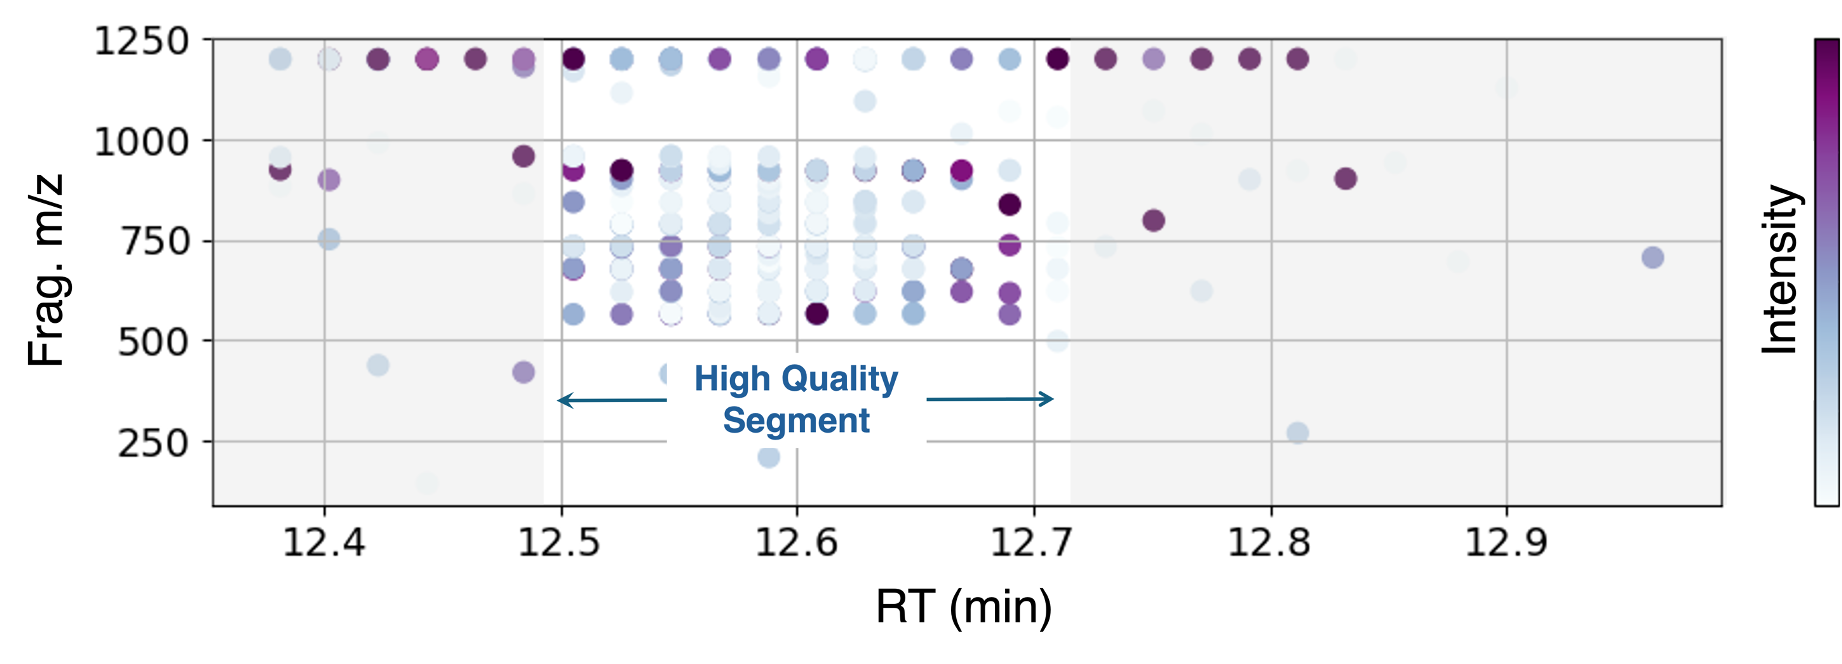 1250
1000
750
500
250
Frag. m/z
High Quality
Segment
12.4 12.5 12.6 12.7 12.8 12.9
RT (min)
Intensity